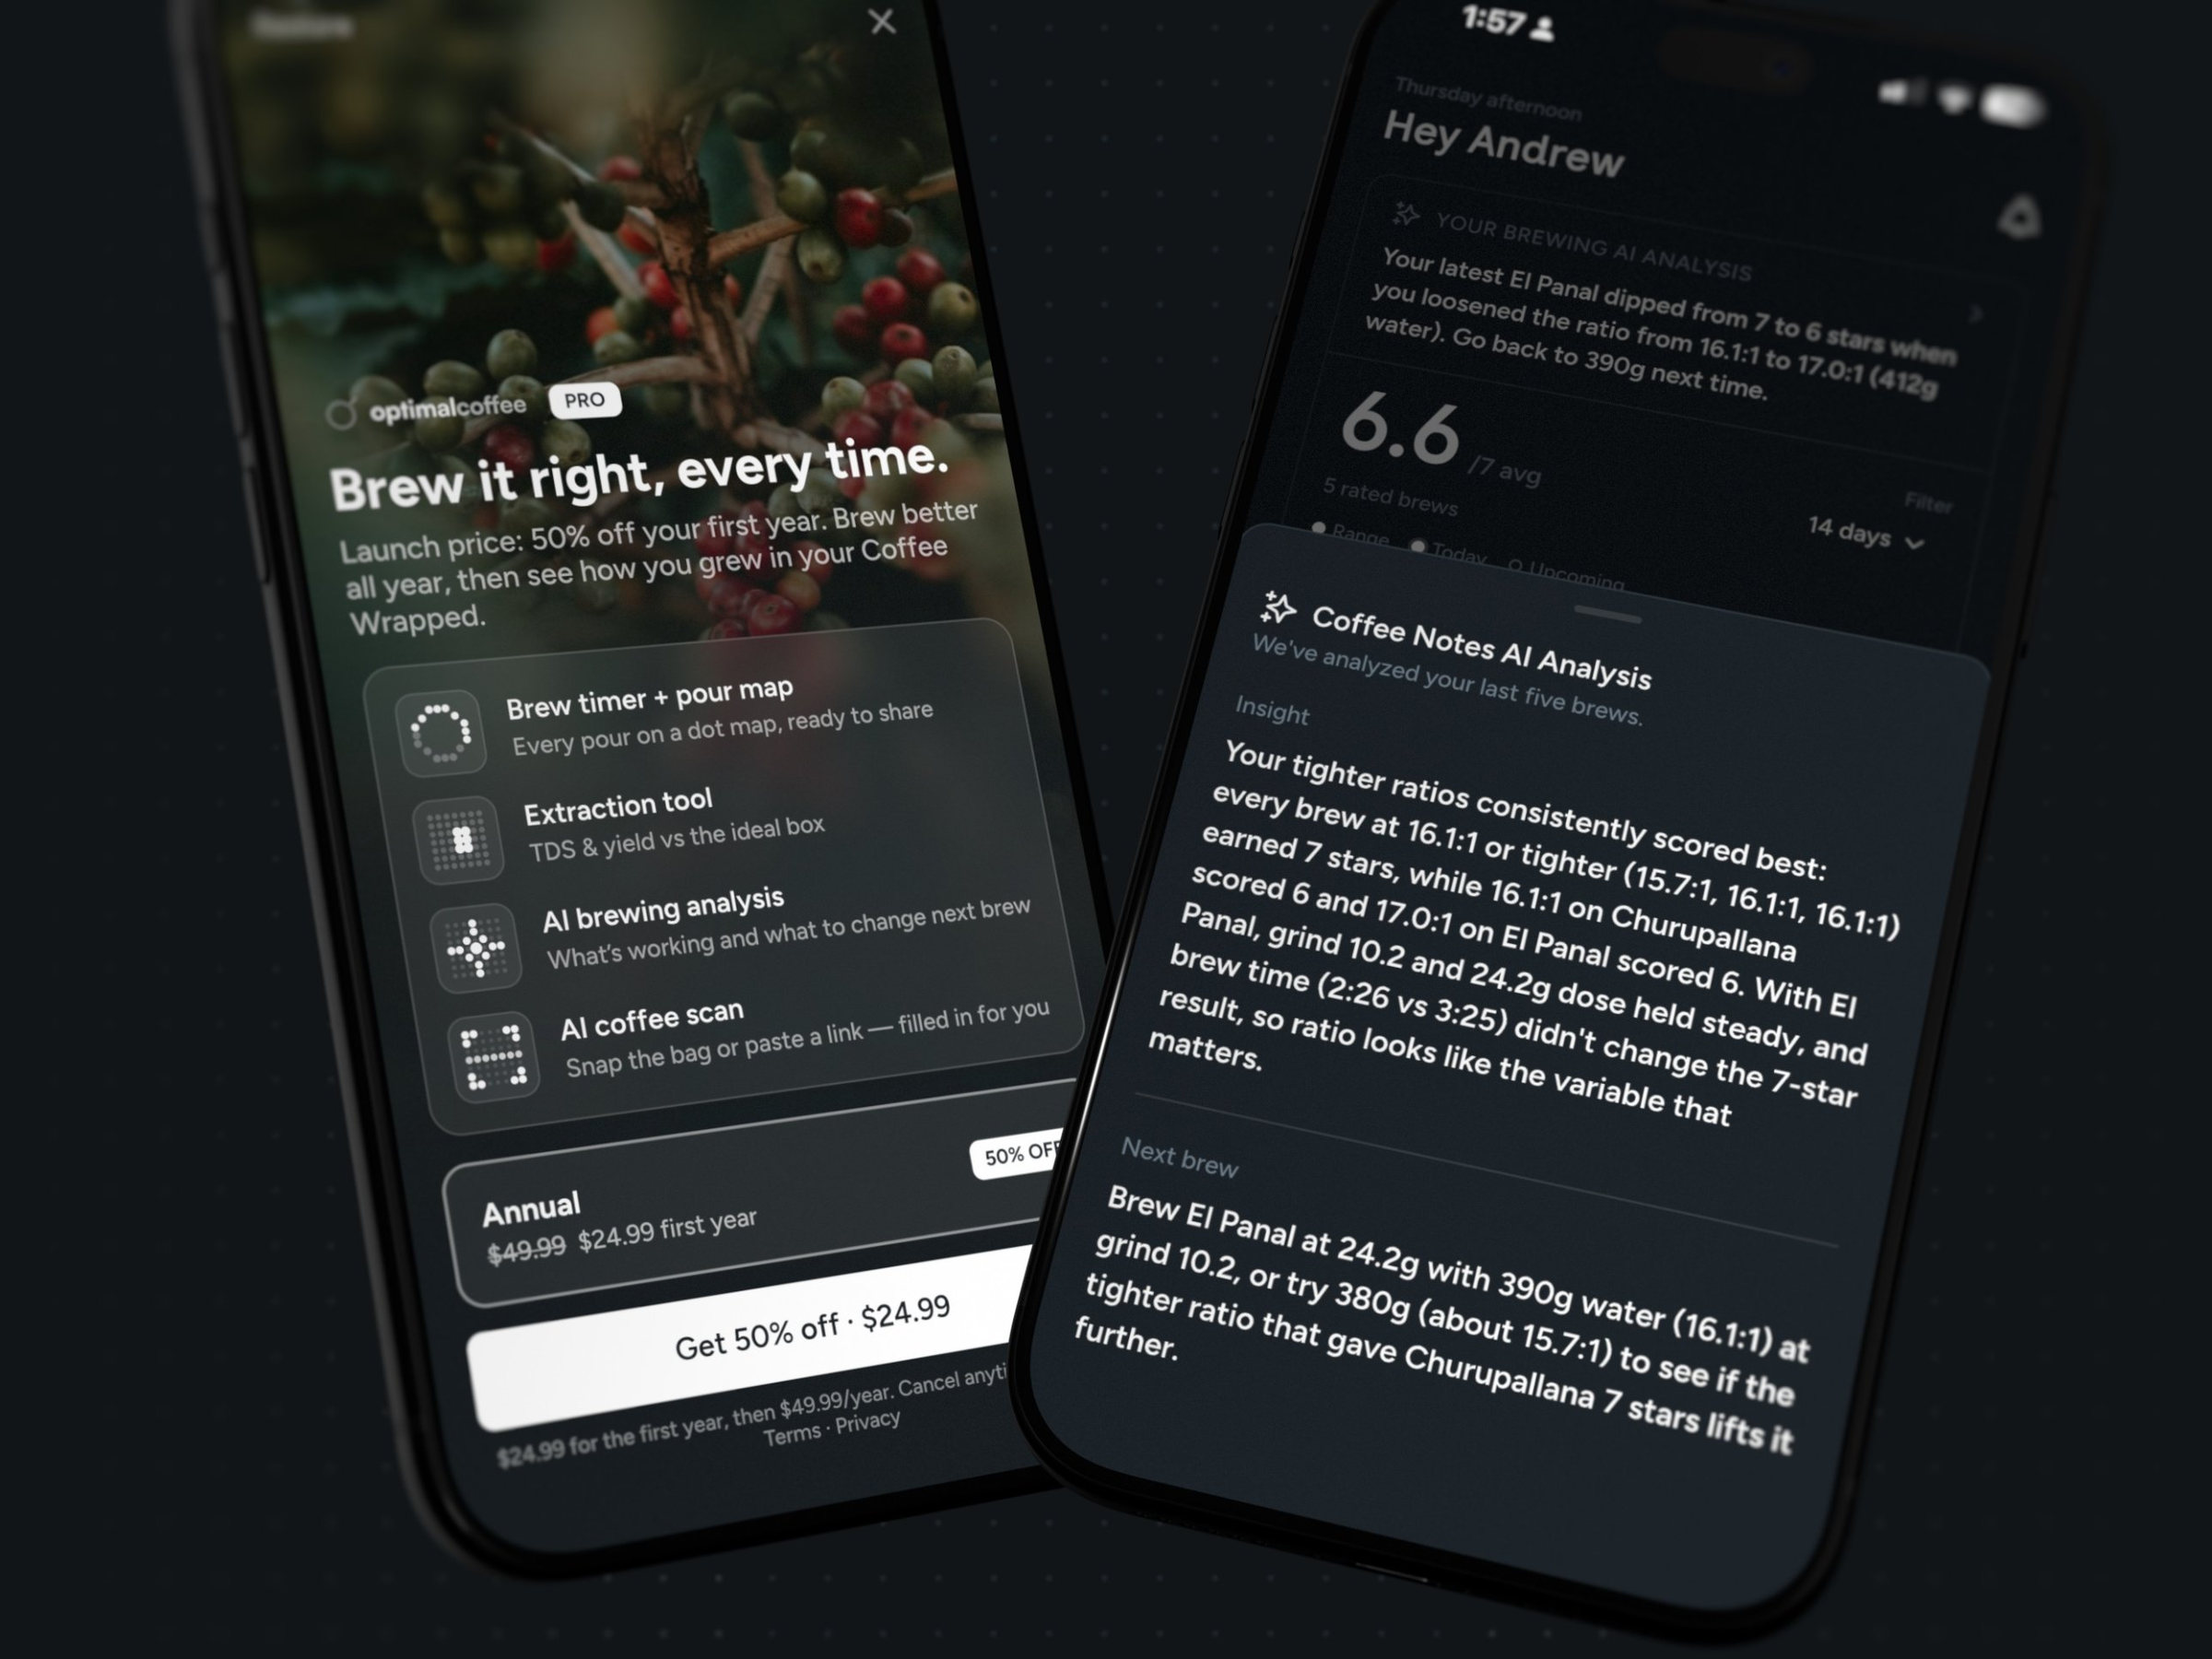 optimalcoffee PRO
Brew it right, every time.
Launch price: 50% off your first year. Brew better
all year, then see how you grew in your Coffee
Wrapped.
Brew timer + pour map
Every pour on a dot map, ready to share
Extraction tool
TDS & yield vs the ideal box
AI brewing analysis
What's working and what to change next brew
AI coffee scan
Snap the bag or paste a link — filled in for you
50% OFF
Annual
$49.99 $24.99 first year
Get 50% off · $24.99
$24.99 for the first year, then $49.99/year. Cancel anyti
Terms · Privacy
1:57
Thursday afternoon
Hey Andrew
YOUR BREWING AI ANALYSIS
Your latest El Panal dipped from 7 to 6 stars when
you loosened the ratio from 16.1:1 to 17.0:1 (412g
water). Go back to 390g next time.
6.6 /7 avg
5 rated brews
Filter
14 days
Range Today Upcoming
Coffee Notes AI Analysis
We've analyzed your last five brews.
Insight
Your tighter ratios consistently scored best:
every brew at 16.1:1 or tighter (15.7:1, 16.1:1, 16.1:1)
earned 7 stars, while 16.1:1 on Churupallana
scored 6 and 17.0:1 on El Panal scored 6. With El
Panal, grind 10.2 and 24.2g dose held steady, and
brew time (2:26 vs 3:25) didn't change the 7-star
result, so ratio looks like the variable that
matters.
Next brew
Brew El Panal at 24.2g with 390g water (16.1:1) at
grind 10.2, or try 380g (about 15.7:1) to see if the
tighter ratio that gave Churupallana 7 stars lifts it
further.